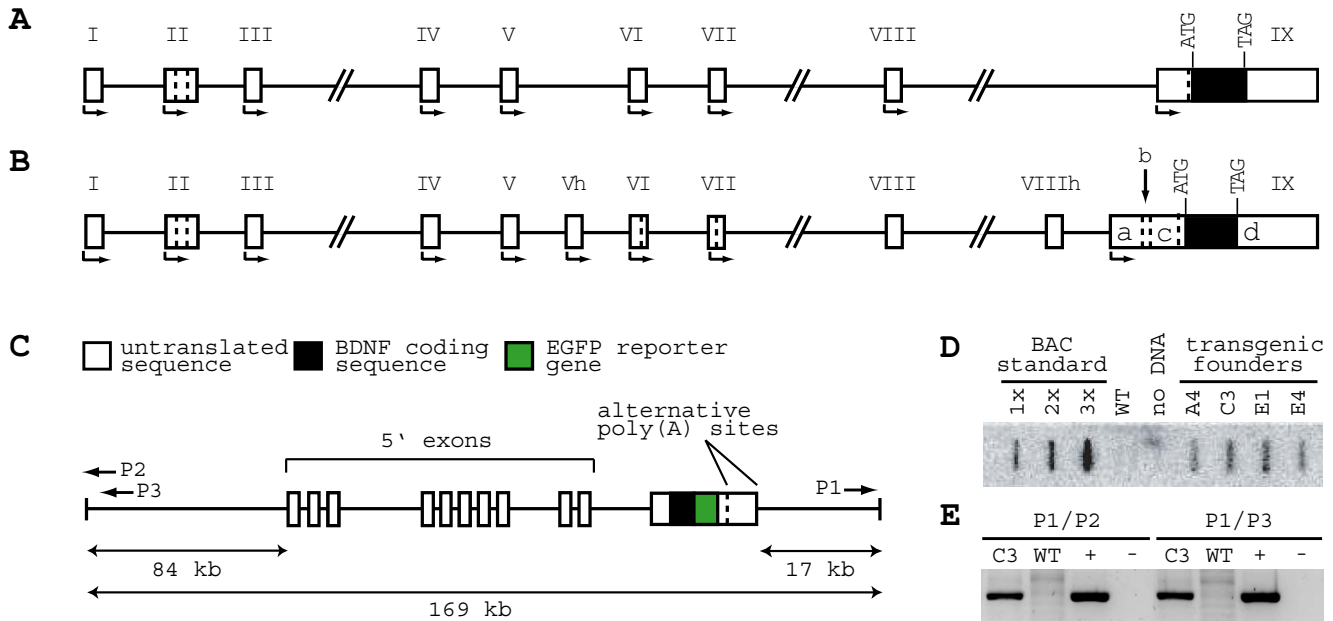 A
I II III IV V VI VII VIII ATG TAG IX
B
b
I II III IV V Vh VI VII VIII VIIIh ATG TAG IX
a c d
C
untranslated
sequence
BDNF coding
sequence
EGFP reporter
gene
alternative
poly(A) sites
5' exons
P2
P3
P1
84 kb
17 kb
169 kb
D
BAC
standard
no DNA
transgenic
founders
1x 2x 3x WT A4 C3 E1 E4
E
P1/P2 P1/P3
C3 WT + - C3 WT + -